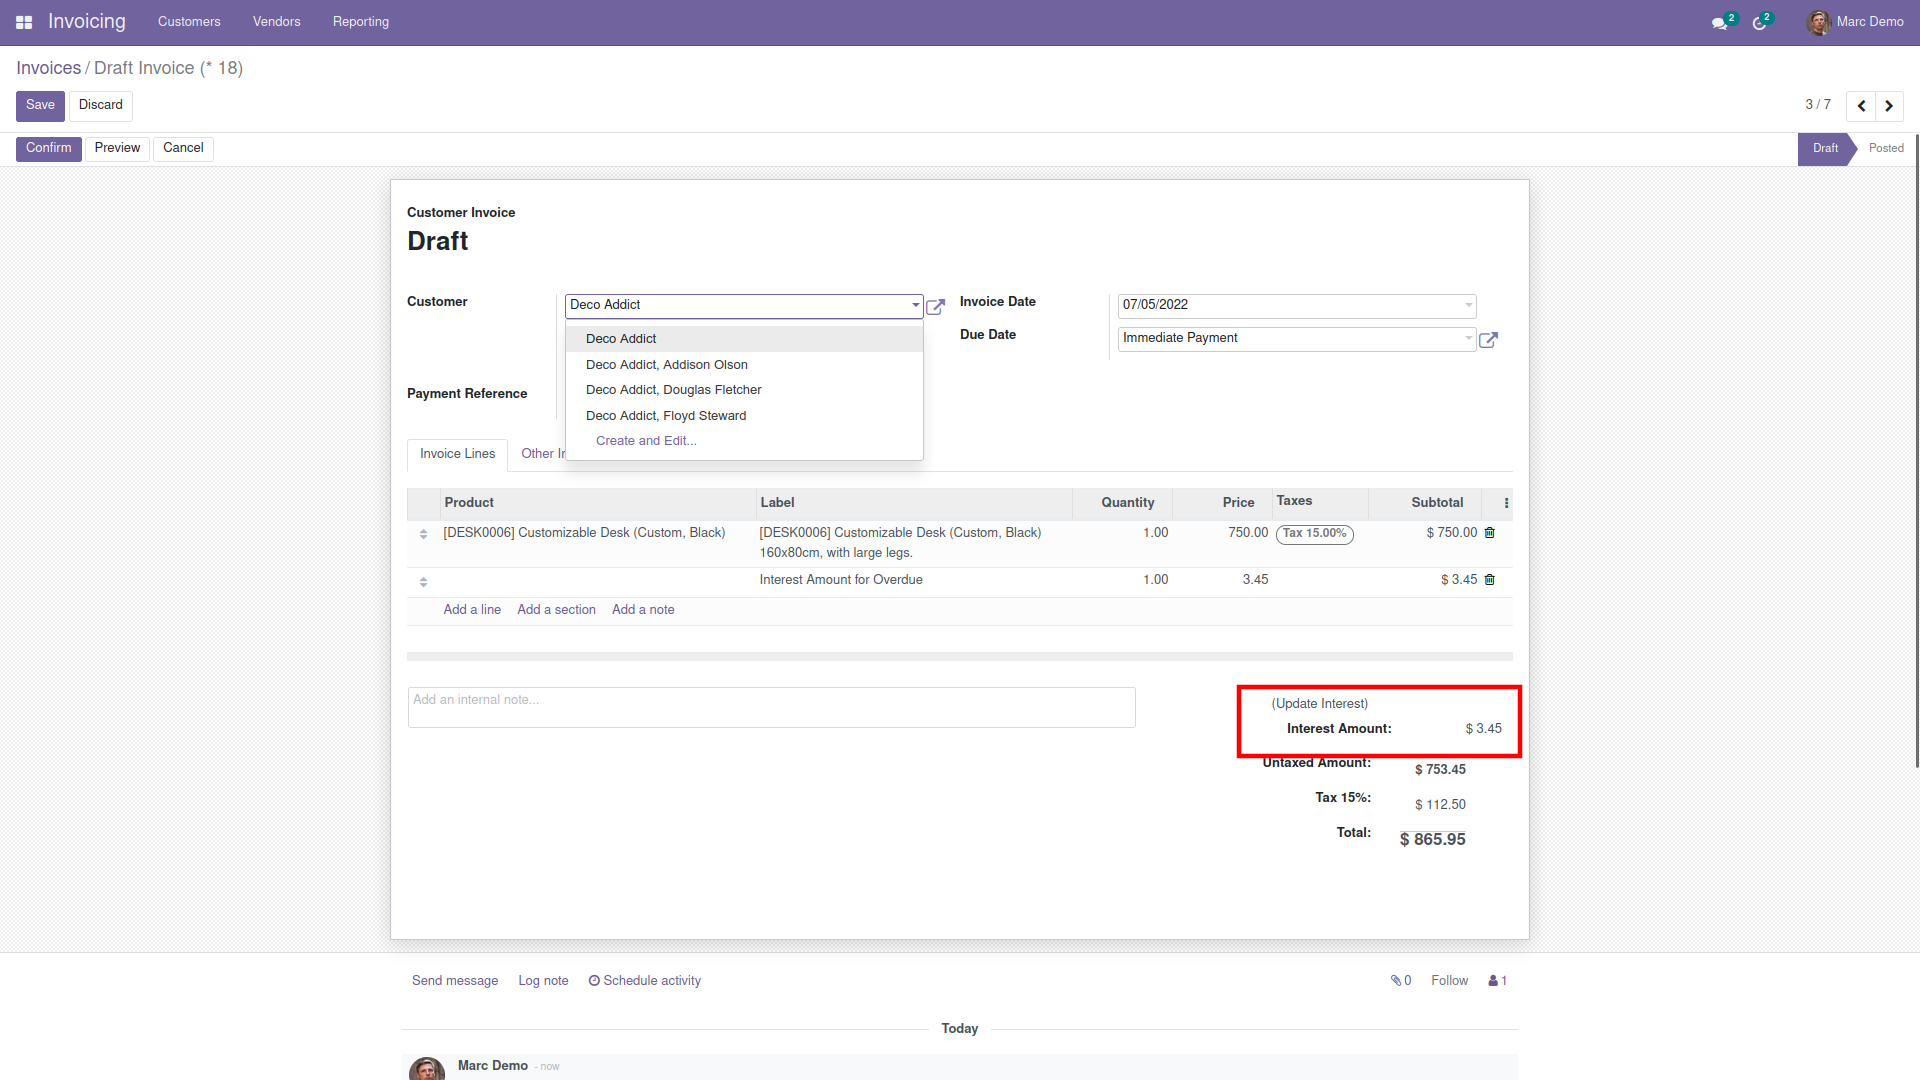 Invoicing Customers Vendors Reporting 2 2 Marc Demo
Invoices / Draft Invoice (* 18)
Save Discard 3 / 7
Confirm Preview Cancel Draft Posted
Customer Invoice
Draft
Customer Deco Addict Invoice Date 07/05/2022
Due Date Immediate Payment
Deco Addict
Deco Addict, Addison Olson
Deco Addict, Douglas Fletcher
Payment Reference
Deco Addict, Floyd Steward
Create and Edit...
Invoice Lines Other In
Product Label Quantity Price Taxes Subtotal
[DESK0006] Customizable Desk (Custom, Black) [DESK0006] Customizable Desk (Custom, Black) 1.00 750.00 Tax 15.00% $ 750.00
160x80cm, with large legs.
Interest Amount for Overdue 1.00 3.45 $ 3.45
Add a line Add a section Add a note
Add an internal note...
(Update Interest)
Interest Amount: $ 3.45
Untaxed Amount: $ 753.45
Tax 15%: $ 112.50
Total: $ 865.95
Send message Log note Schedule activity 0 Follow 1
Today
Marc Demo - now